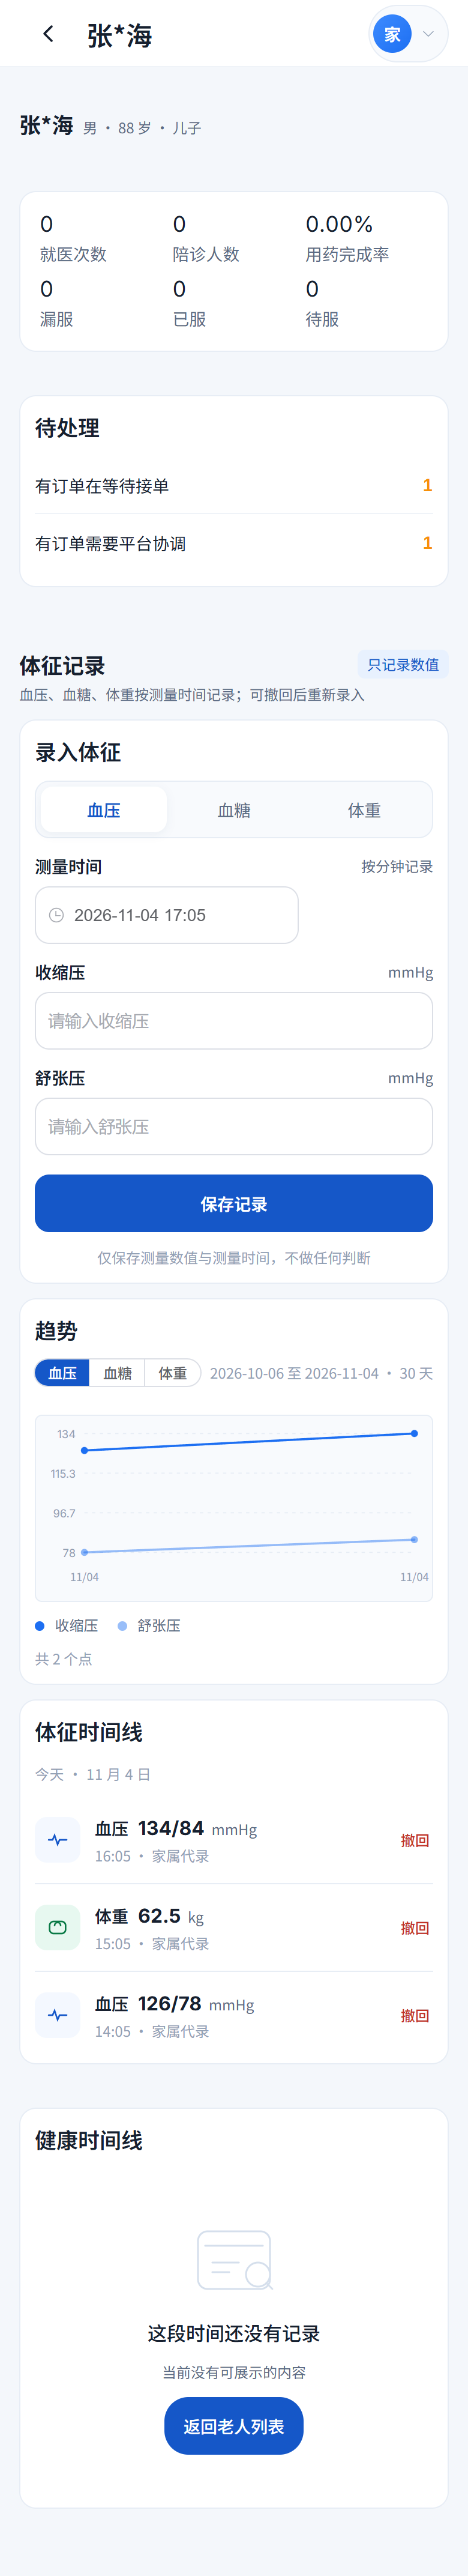 张*海
家
张*海 男 · 88 岁 · 儿子
0 0 0.00%
就医次数 陪诊人数 用药完成率
0 0 0
漏服 已服 待服
待处理
有订单在等待接单 1
有订单需要平台协调 1
体征记录 只记录数值
血压、血糖、体重按测量时间记录；可撤回后重新录入
录入体征
血压 血糖 体重
测量时间 按分钟记录
2026-11-04 17:05
收缩压 mmHg
请输入收缩压
舒张压 mmHg
请输入舒张压
保存记录
仅保存测量数值与测量时间，不做任何判断
趋势
血压 血糖 体重 2026-10-06 至 2026-11-04 · 30 天
134
115.3
96.7
78
11/04 11/04
收缩压 舒张压
共 2 个点
体征时间线
今天 · 11 月 4 日
血压 134/84 mmHg
16:05 · 家属代录
撤回
体重 62.5 kg
15:05 · 家属代录
撤回
血压 126/78 mmHg
14:05 · 家属代录
撤回
健康时间线
这段时间还没有记录
当前没有可展示的内容
返回老人列表